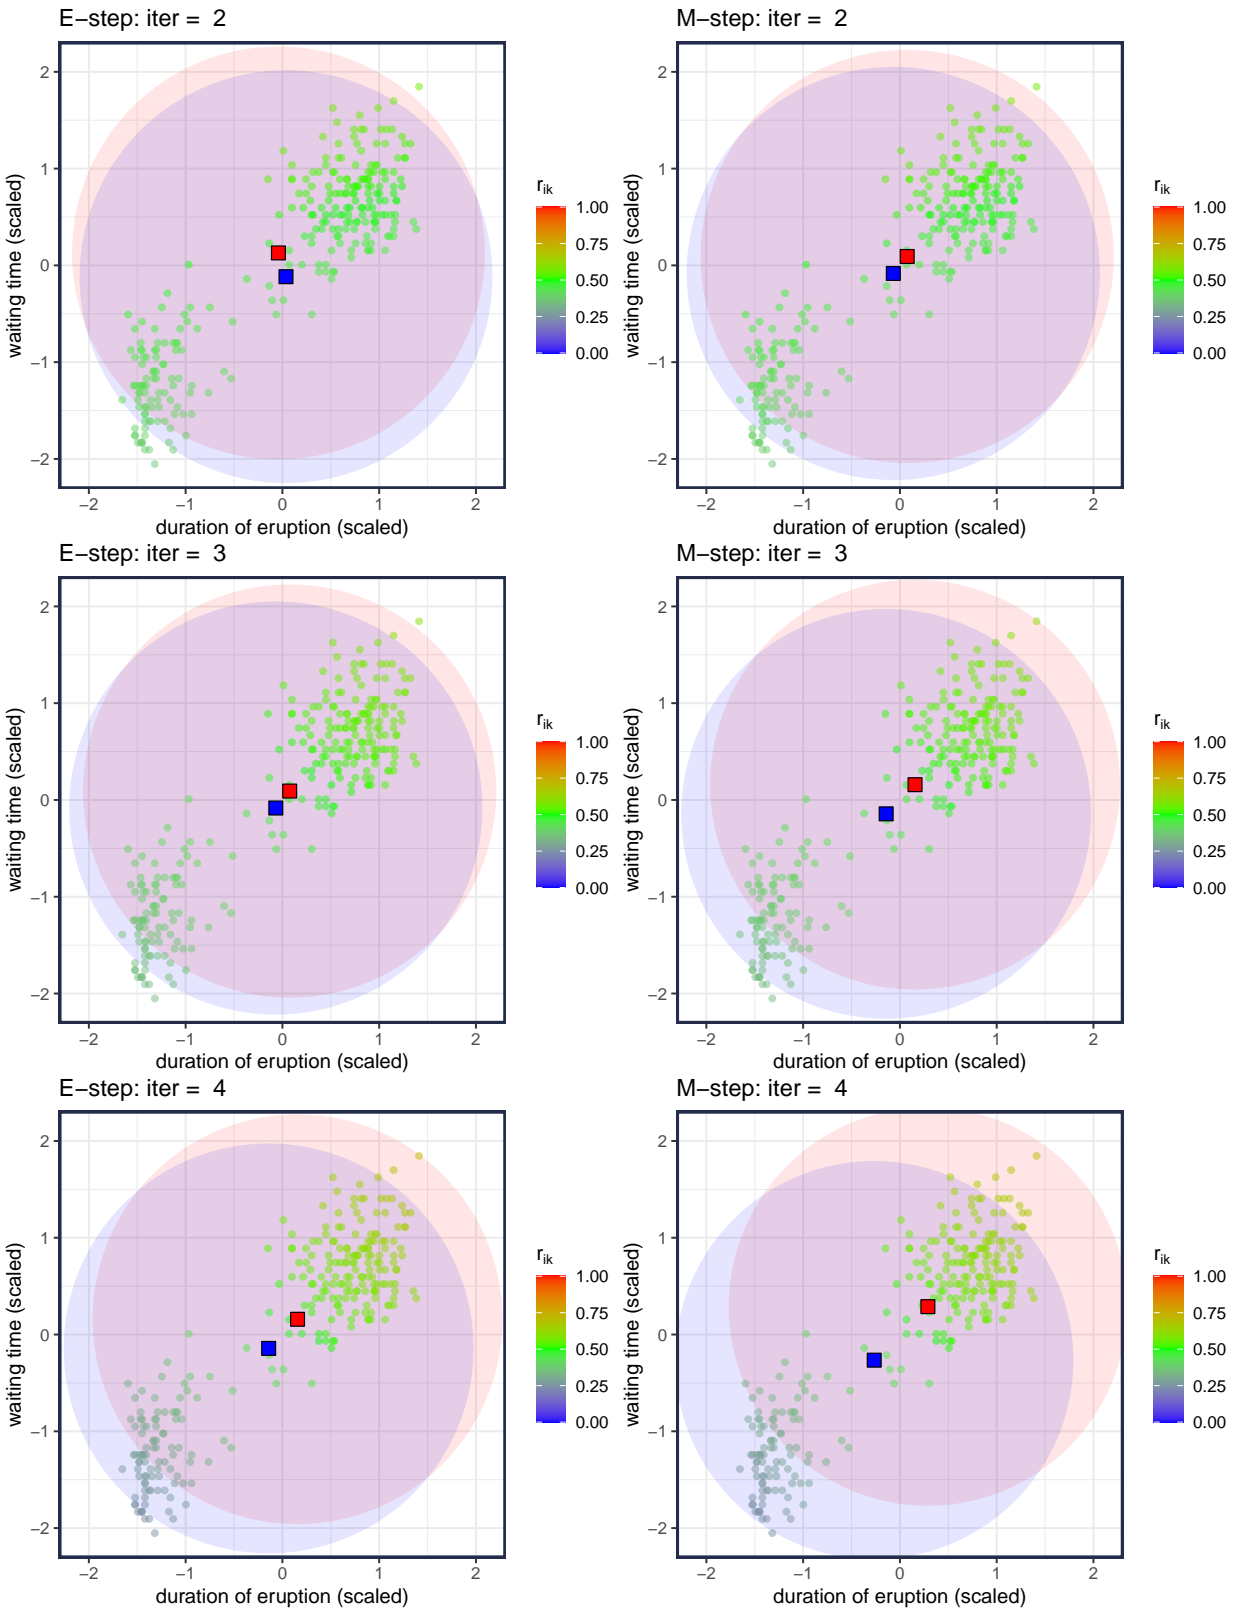 E−step: iter =  2
waiting time (scaled)
2
1
0
−1
−2
−2 −1 0 1 2
duration of eruption (scaled)
rik
1.00
0.75
0.50
0.25
0.00
M−step: iter =  2
waiting time (scaled)
2
1
0
−1
−2
−2 −1 0 1 2
duration of eruption (scaled)
rik
1.00
0.75
0.50
0.25
0.00
E−step: iter =  3
waiting time (scaled)
2
1
0
−1
−2
−2 −1 0 1 2
duration of eruption (scaled)
rik
1.00
0.75
0.50
0.25
0.00
M−step: iter =  3
waiting time (scaled)
2
1
0
−1
−2
−2 −1 0 1 2
duration of eruption (scaled)
rik
1.00
0.75
0.50
0.25
0.00
E−step: iter =  4
waiting time (scaled)
2
1
0
−1
−2
−2 −1 0 1 2
duration of eruption (scaled)
rik
1.00
0.75
0.50
0.25
0.00
M−step: iter =  4
waiting time (scaled)
2
1
0
−1
−2
−2 −1 0 1 2
duration of eruption (scaled)
rik
1.00
0.75
0.50
0.25
0.00